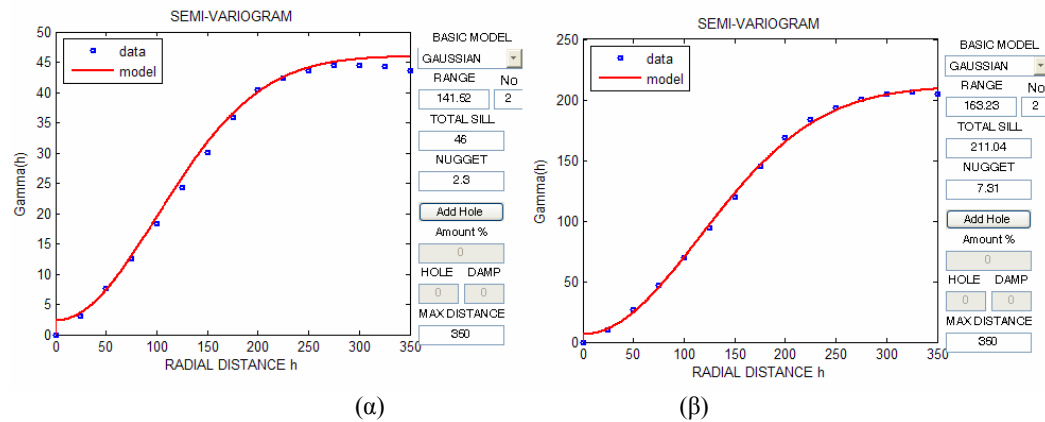 SEMI-VARIOGRAM
50
45
40
35
30
25
20
15
10
5
0
Gamma(h)
data
model
0 50 100 150 200 250 300 350
RADIAL DISTANCE h
BASIC MODEL
GAUSSIAN
RANGE No
141.52 2
TOTAL SILL
46
NUGGET
2.3
Add Hole
Amount %
0
HOLE DAMP
0 0
MAX DISTANCE
350
(α)
SEMI-VARIOGRAM
250
200
150
100
50
0
Gamma(h)
data
model
0 50 100 150 200 250 300 350
RADIAL DISTANCE h
BASIC MODEL
GAUSSIAN
RANGE No
163.23 2
TOTAL SILL
211.04
NUGGET
7.31
Add Hole
Amount %
0
HOLE DAMP
0 0
MAX DISTANCE
350
(β)